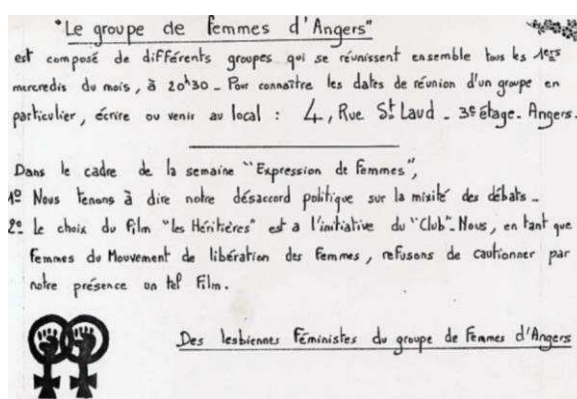 "Le groupe de femmes d'Angers"
est composé de différents groupes qui se réunissent ensemble tous les 1ers
mercredis du mois, à 20h30 - Pour connaître les dates de réunion d'un groupe en
particulier, écrire ou venir au local : 4, Rue St Laud - 3e étage. Angers.
Dans le cadre de la semaine "Expression de femmes",
1º Nous tenons à dire notre désaccord politique sur la mixité des débats -
2º Le choix du film "les Héritières" est à l'initiative du "Club". Nous, en tant que
femmes du Mouvement de libération des femmes, refusons de cautionner par
notre présence un tel film.
Des lesbiennes féministes du groupe de femmes d'Angers